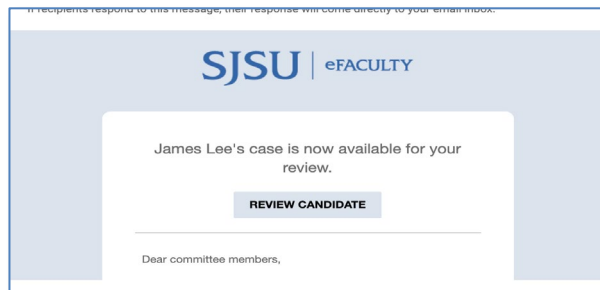 If recipients respond to this message, their response will come directly to your email inbox.
SJSU | eFACULTY
James Lee's case is now available for your
review.
REVIEW CANDIDATE
Dear committee members,